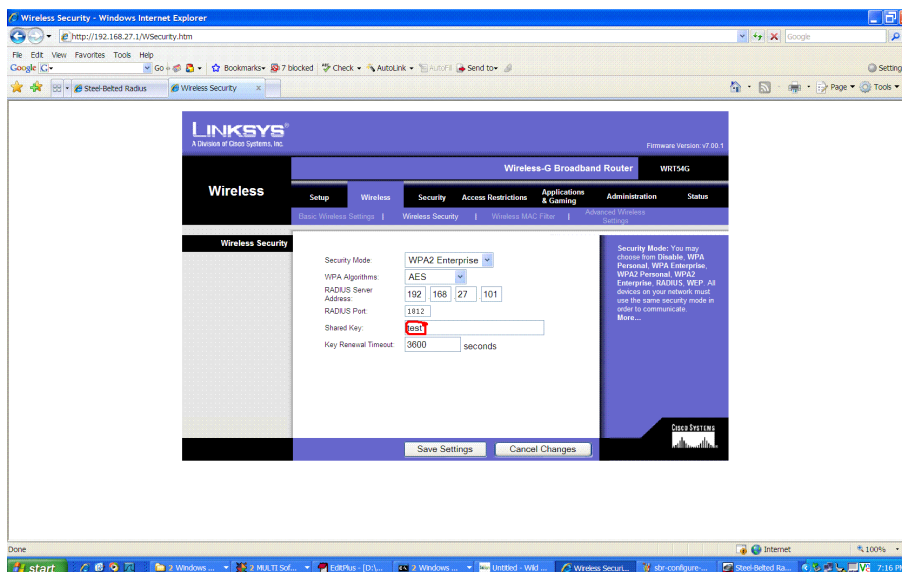 Wireless Security - Windows Internet Explorer
http://192.168.27.1/WSecurity.htm
Google
File Edit View Favorites Tools Help
Google G Go Bookmarks 7 blocked Check AutoLink AutoFill Send to Setting
Steel-Belted Radius Wireless Security x Page Tools
LINKSYS®
A Division of Cisco Systems, Inc.
Firmware Version: v7.00.1
Wireless-G Broadband Router WRT54G
Wireless
Setup Wireless Security Access Restrictions Applications & Gaming Administration Status
Basic Wireless Settings | Wireless Security | Wireless MAC Filter | Advanced Wireless Settings
Wireless Security
Security Mode: WPA2 Enterprise
WPA Algorithms: AES
RADIUS Server Address: 192 168 27 101
RADIUS Port: 1812
Shared Key: test
Key Renewal Timeout: 3600 seconds
Security Mode: You may
choose from Disable, WPA
Personal, WPA Enterprise,
WPA2 Personal, WPA2
Enterprise, RADIUS, WEP. All
devices on your network must
use the same security mode in
order to communicate.
More...
CISCO SYSTEMS
Save Settings Cancel Changes
Done Internet 100%
start 2 Windows ... 2 MULTI Sof... EditPlus - [D:\... 2 Windows ... Untitled - Wild ... Wireless Securi... sbr-configure-... Steel-Belted Ra... 7:16 PM